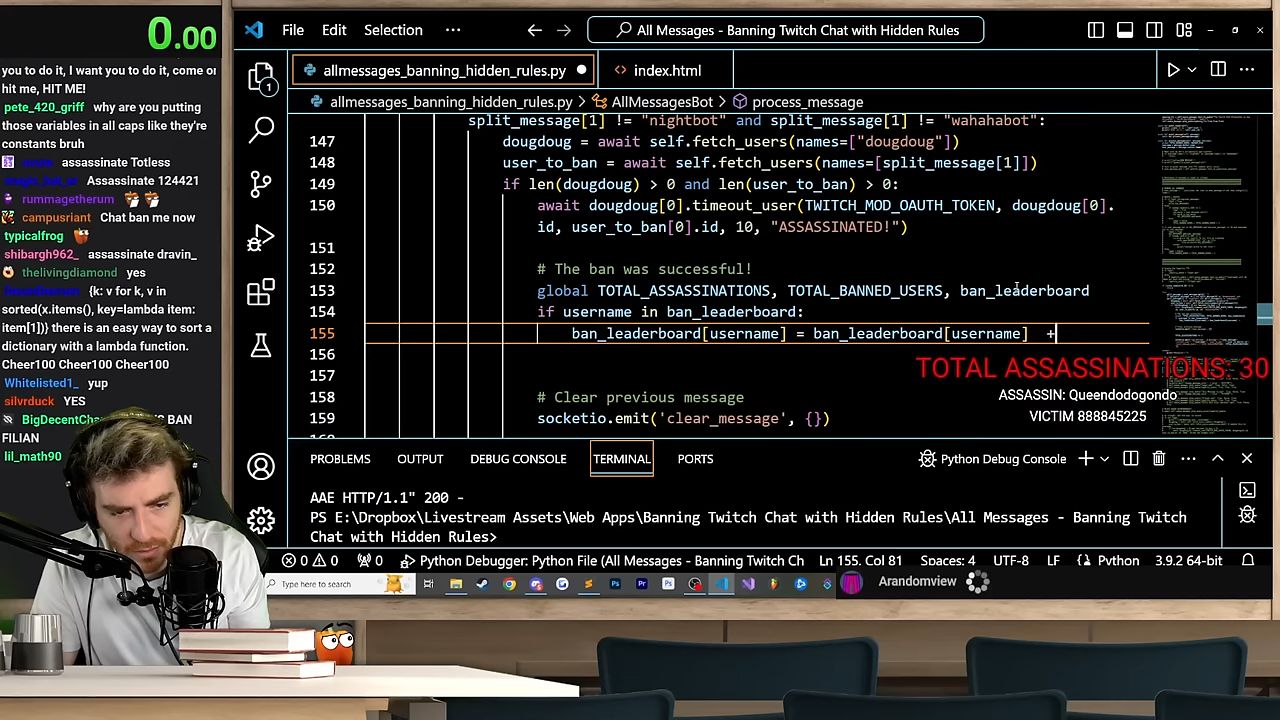 0.00
you to do it, I want you to do it, come or
hit me, HIT ME!
pete_420_griff why are you putting
those variables in all caps like they're
constants bruh
assassinate Totless
Assassinate 124421
rummagetherum
campusriant Chat ban me now
typicalfrog
shibargh962_ assassinate dravin_
thelivingdiamond yes
{k: v for k, v in
sorted(x.items(), key=lambda item:
item[1])} there is an easy way to sort a
dictionary with a lambda function.
Cheer100 Cheer100 Cheer100
Whitelisted1_ yup
silvrduck YES
BAN
FILIAN
lil_math90
File Edit Selection ···
All Messages - Banning Twitch Chat with Hidden Rules
allmessages_banning_hidden_rules.py
index.html
allmessages_banning_hidden_rules.py > AllMessagesBot > process_message
1
split_message[1] != "nightbot" and split_message[1] != "wahahabot":
147 dougdoug = await self.fetch_users(names=["dougdoug"])
148 user_to_ban = await self.fetch_users(names=[split_message[1]])
149 if len(dougdoug) > 0 and len(user_to_ban) > 0:
150 await dougdoug[0].timeout_user(TWITCH_MOD_OAUTH_TOKEN, dougdoug[0].
id, user_to_ban[0].id, 10, "ASSASSINATED!")
151
152 # The ban was successful!
153 global TOTAL_ASSASSINATIONS, TOTAL_BANNED_USERS, ban_leaderboard
154 if username in ban_leaderboard:
155 ban_leaderboard[username] = ban_leaderboard[username] +
156
157
158 # Clear previous message
159 socketio.emit('clear_message', {})
TOTAL ASSASSINATIONS: 30
ASSASSIN: Queendodogondo
VICTIM 888845225
PROBLEMS OUTPUT DEBUG CONSOLE TERMINAL PORTS
Python Debug Console
AAE HTTP/1.1" 200 -
PS E:\Dropbox\Livestream Assets\Web Apps\Banning Twitch Chat with Hidden Rules\All Messages - Banning Twitch
Chat with Hidden Rules>
0 0 0 Python Debugger: Python File (All Messages - Banning Twitch Ch Ln 155, Col 81 Spaces: 4 UTF-8 LF Python 3.9.2 64-bit
Type here to search
Arandomview